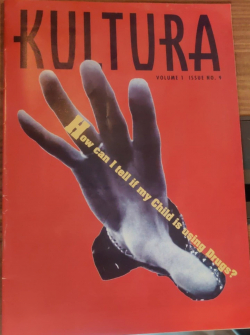 KULTURA
VOLUME 1 ISSUE NO. 4
How can I tell if my Child is using Drugs?